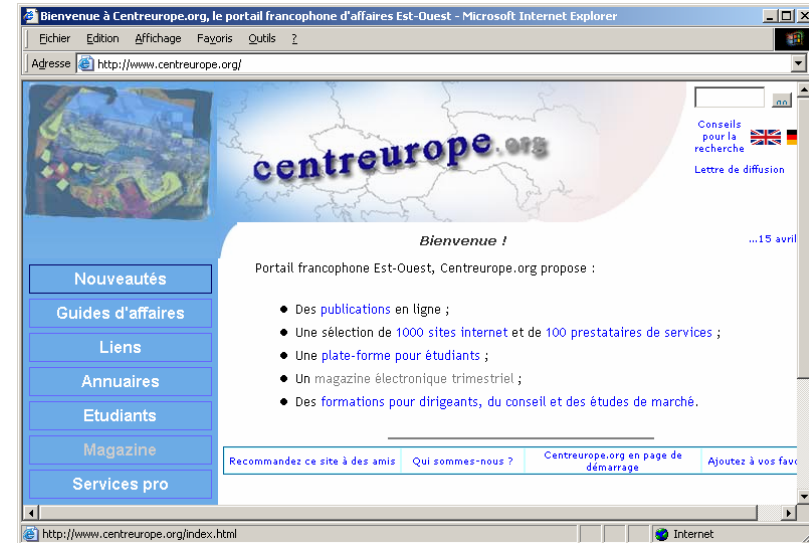 Bienvenue à Centreurope.org, le portail francophone d'affaires Est-Ouest - Microsoft Internet Explorer
Fichier Edition Affichage Favoris Outils ?
Adresse http://www.centreurope.org/
centreurope.org
Conseils
pour la
recherche
Lettre de diffusion
Bienvenue !
...15 avril
Portail francophone Est-Ouest, Centreurope.org propose :
Des publications en ligne ;
Une sélection de 1000 sites internet et de 100 prestataires de services ;
Une plate-forme pour étudiants ;
Un magazine électronique trimestriel ;
Des formations pour dirigeants, du conseil et des études de marché.
Nouveautés
Guides d'affaires
Liens
Annuaires
Etudiants
Magazine
Services pro
Recommandez ce site à des amis
Qui sommes-nous ?
Centreurope.org en page de
démarrage
Ajoutez à vos favo
http://www.centreurope.org/index.html
Internet